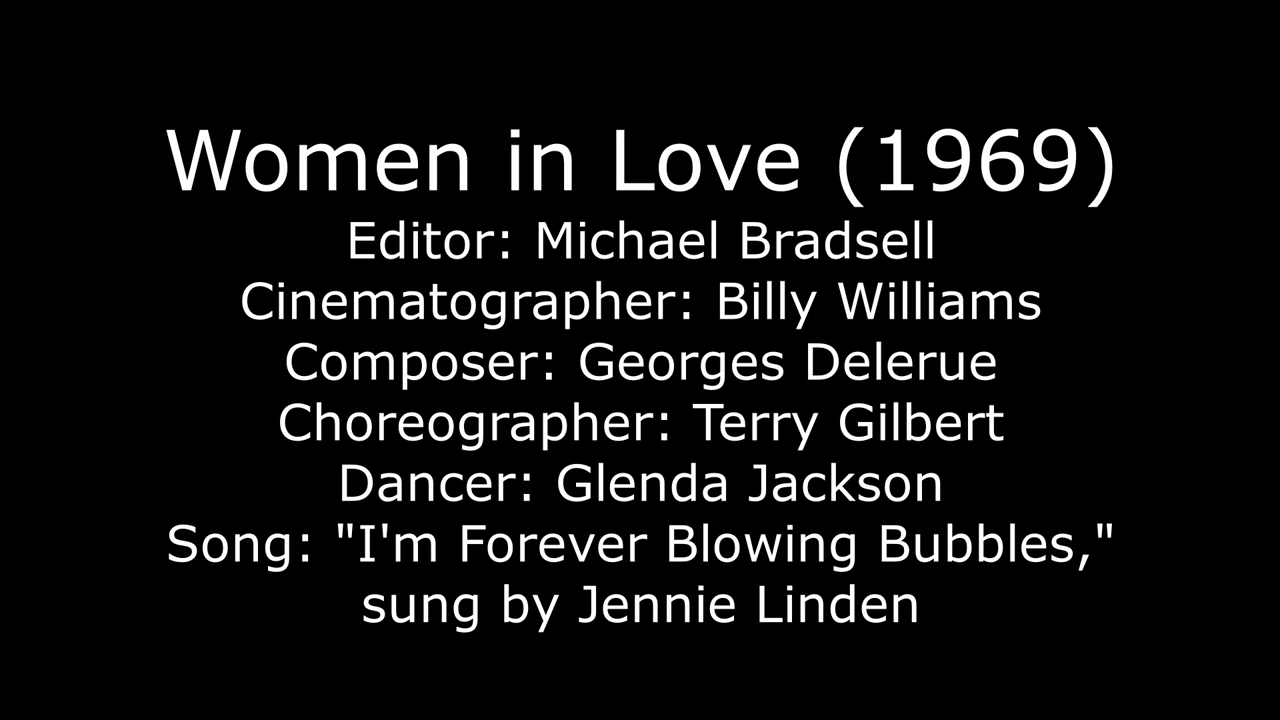 Women in Love (1969)
Editor: Michael Bradsell
Cinematographer: Billy Williams
Composer: Georges Delerue
Choreographer: Terry Gilbert
Dancer: Glenda Jackson
Song: "I'm Forever Blowing Bubbles,"
sung by Jennie Linden